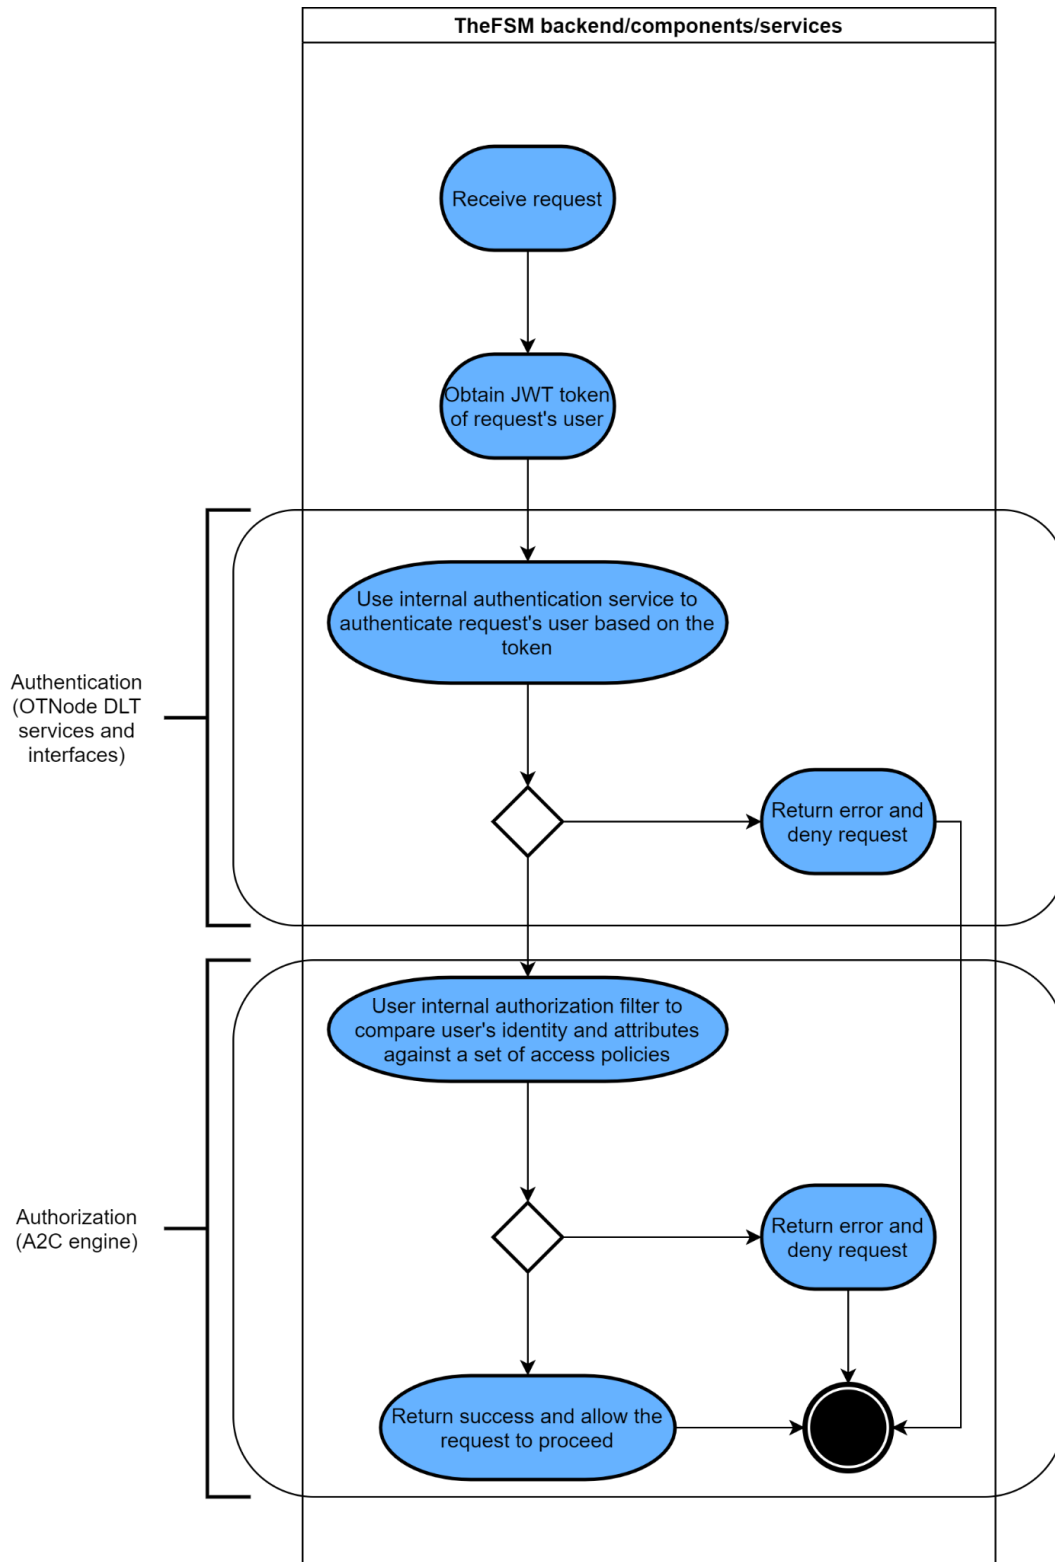 TheFSM backend/components/services
Receive request
Obtain JWT token
of request's user
Use internal authentication service to
authenticate request's user based on the
token
Authentication
(OTNode DLT
services and
interfaces)
Return error and
deny request
User internal authorization filter to
compare user's identity and attributes
against a set of access policies
Authorization
(A2C engine)
Return error and
deny request
Return success and allow the
request to proceed